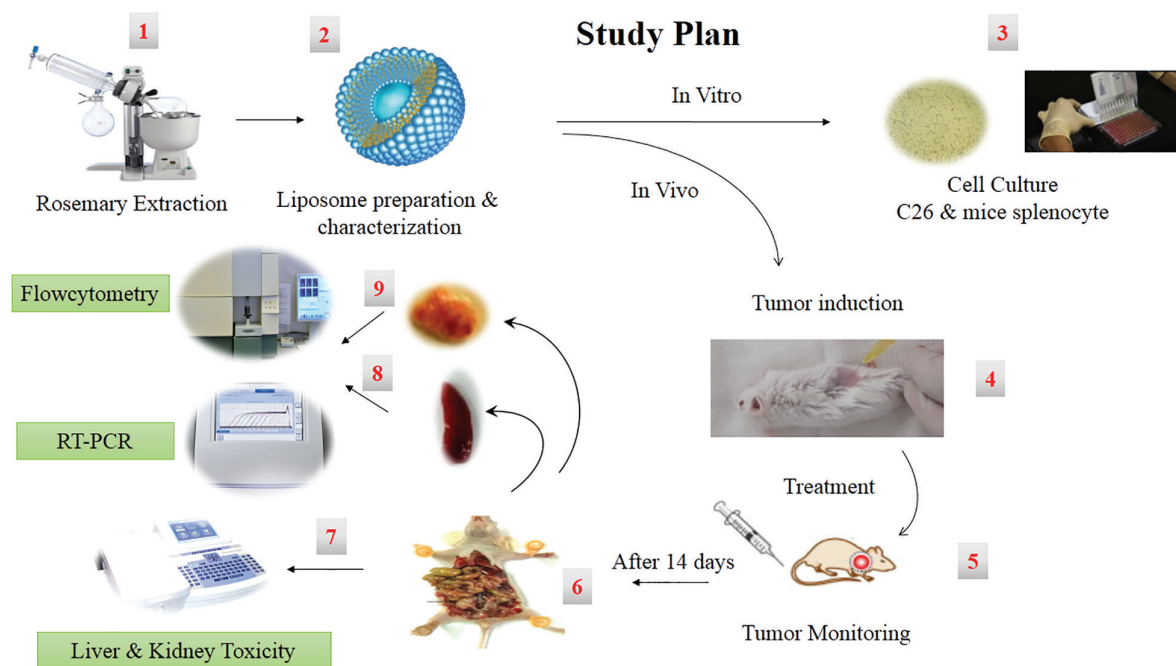 Study Plan
1
2
3
In Vitro
In Vivo
Rosemary Extraction
Liposome preparation &
characterization
Cell Culture
C26 & mice splenocyte
Tumor induction
4
Treatment
5
Tumor Monitoring
After 14 days
6
7
Liver & Kidney Toxicity
8
RT-PCR
9
Flowcytometry